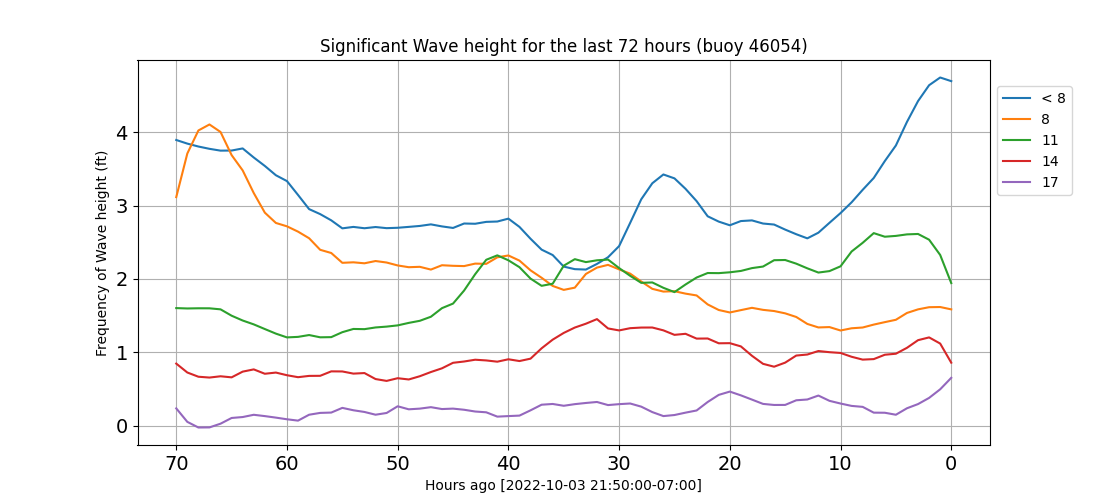 Significant Wave height for the last 72 hours (buoy 46054)
Frequency of Wave height (ft)
4
3
2
1
0
70 60 50 40 30 20 10 0
Hours ago [2022-10-03 21:50:00-07:00]
< 8
8
11
14
17